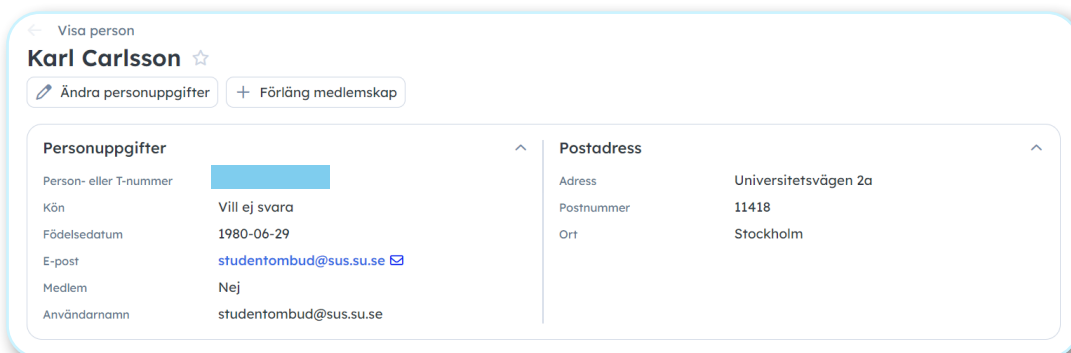 Visa person
Karl Carlsson
Ändra personuppgifter
Förläng medlemskap
Personuppgifter
Person- eller T-nummer
Kön Vill ej svara
Födelsedatum 1980-06-29
E-post studentombud@sus.su.se
Medlem Nej
Användarnamn studentombud@sus.su.se
Postadress
Adress Universitetsvägen 2a
Postnummer 11418
Ort Stockholm